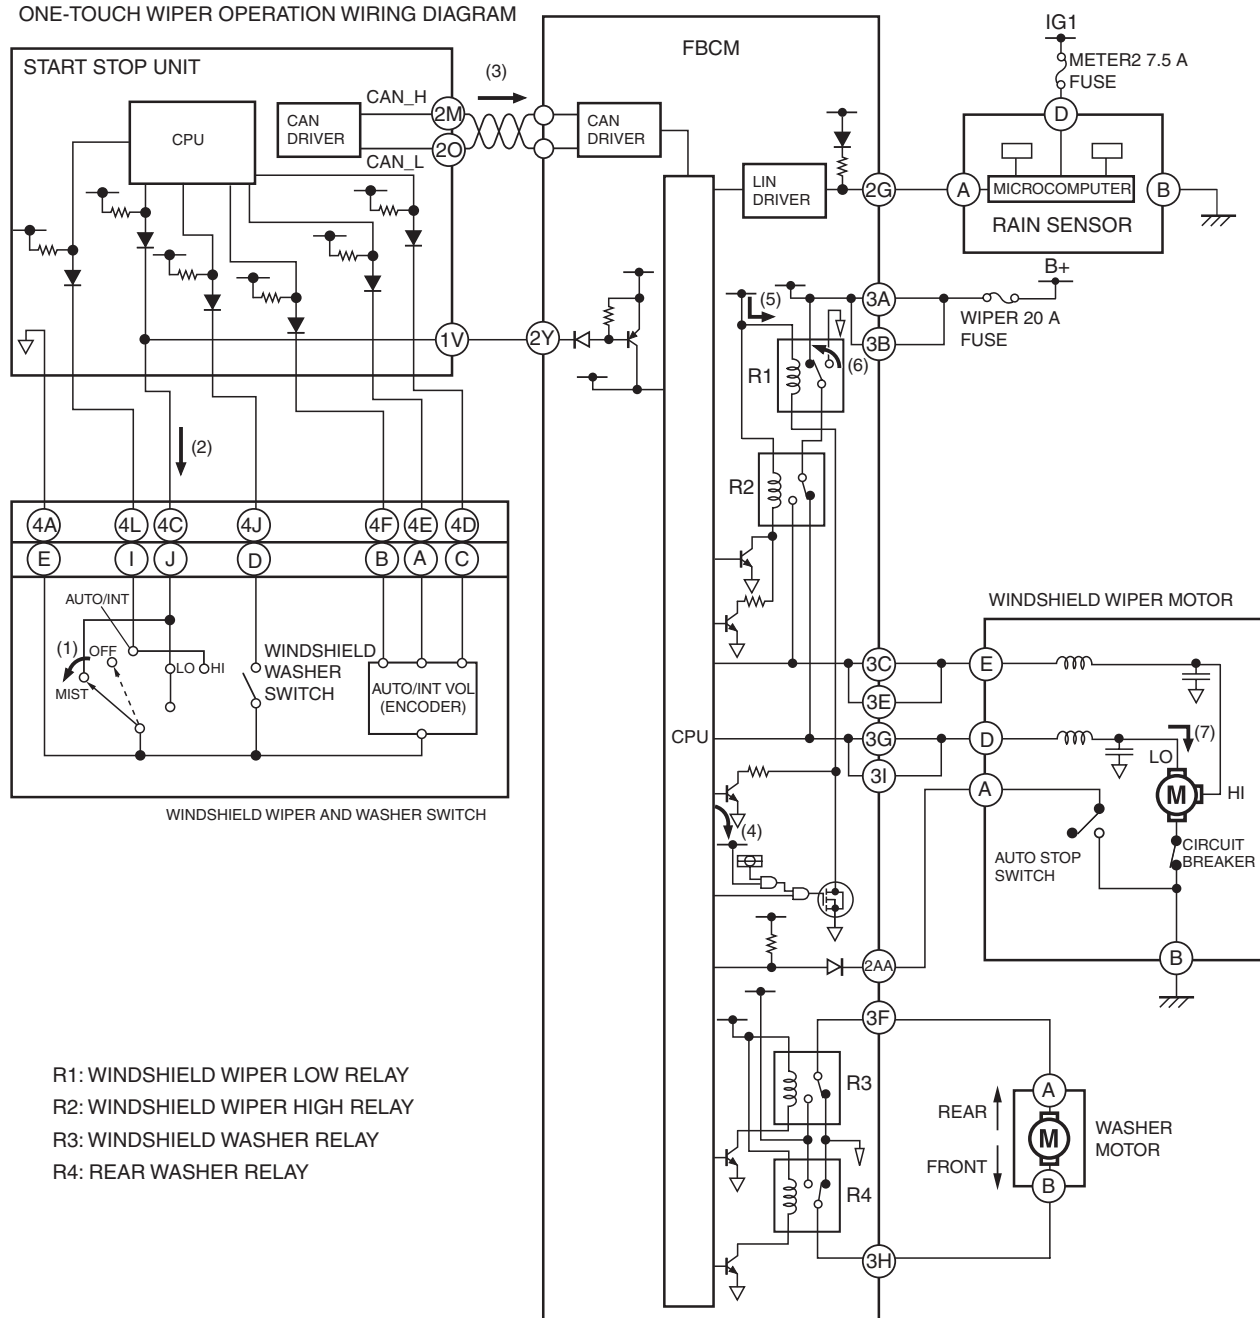 ONE-TOUCH WIPER OPERATION WIRING DIAGRAM
START STOP UNIT
CPU
CAN
DRIVER
CAN_H
CAN_L
2M
2O
(3)
FBCM
CAN
DRIVER
LIN
DRIVER
2G
IG1
METER2 7.5 A
FUSE
D
A
MICROCOMPUTER
B
RAIN SENSOR
B+
WIPER 20 A
FUSE
3A
3B
(5)
(6)
R1
R2
1V
2Y
(2)
4A
4L
4C
4J
4F
4E
4D
E
I
J
D
B
A
C
AUTO/INT
(1)
OFF
MIST
LO
HI
WINDSHIELD
WASHER
SWITCH
AUTO/INT VOL
(ENCODER)
WINDSHIELD WIPER AND WASHER SWITCH
CPU
3C
3E
3G
3I
(4)
2AA
WINDSHIELD WIPER MOTOR
E
D
A
LO
(7)
M
HI
AUTO STOP
SWITCH
CIRCUIT
BREAKER
B
3F
R3
R4
3H
REAR
FRONT
A
M
B
WASHER
MOTOR
R1: WINDSHIELD WIPER LOW RELAY
R2: WINDSHIELD WIPER HIGH RELAY
R3: WINDSHIELD WASHER RELAY
R4: REAR WASHER RELAY